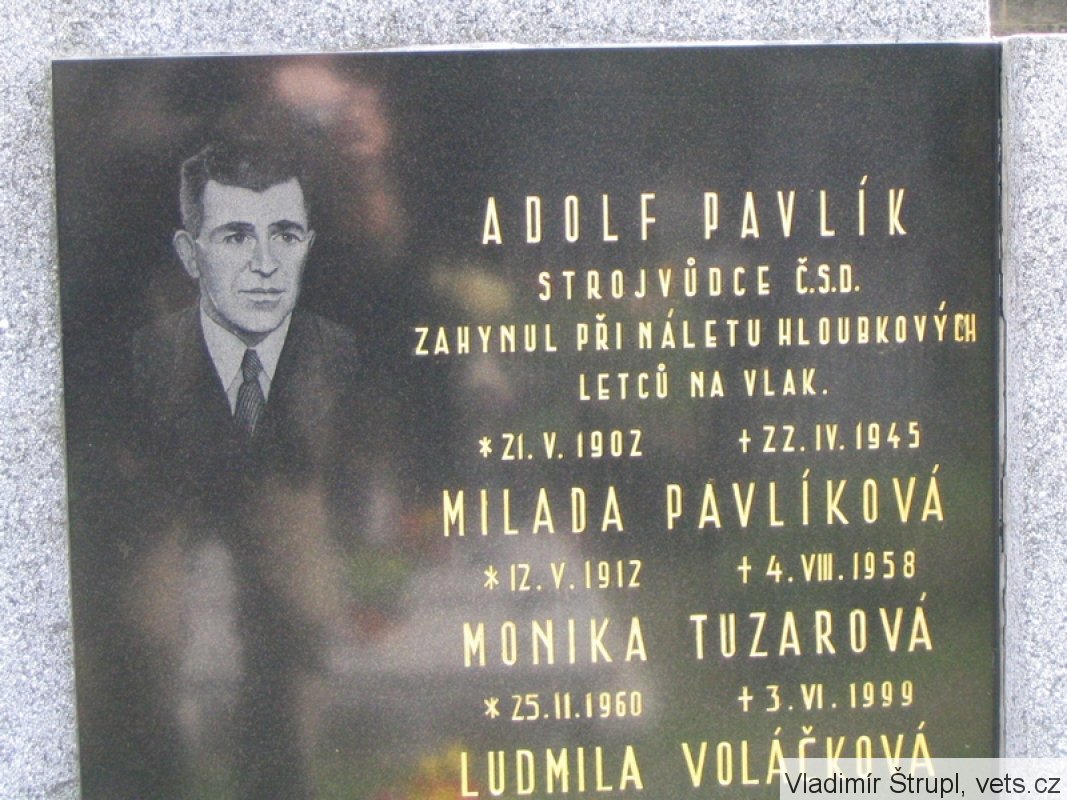 ADOLF PAVLÍK
STROJVŮDCE Č.S.D.
ZAHYNUL PŘI NÁLETU HLOUBKOVÝCH
LETCŮ NA VLAK.
*21.V.1902 †22.IV.1945
MILADA PAVLÍKOVÁ
*12.V.1912 †4.VIII.1958
MONIKA TUZAROVÁ
*25.II.1960 †3.VI.1999
LUDMILA VOLÁČKOVÁ
Vladimír Štrupl, vets.cz